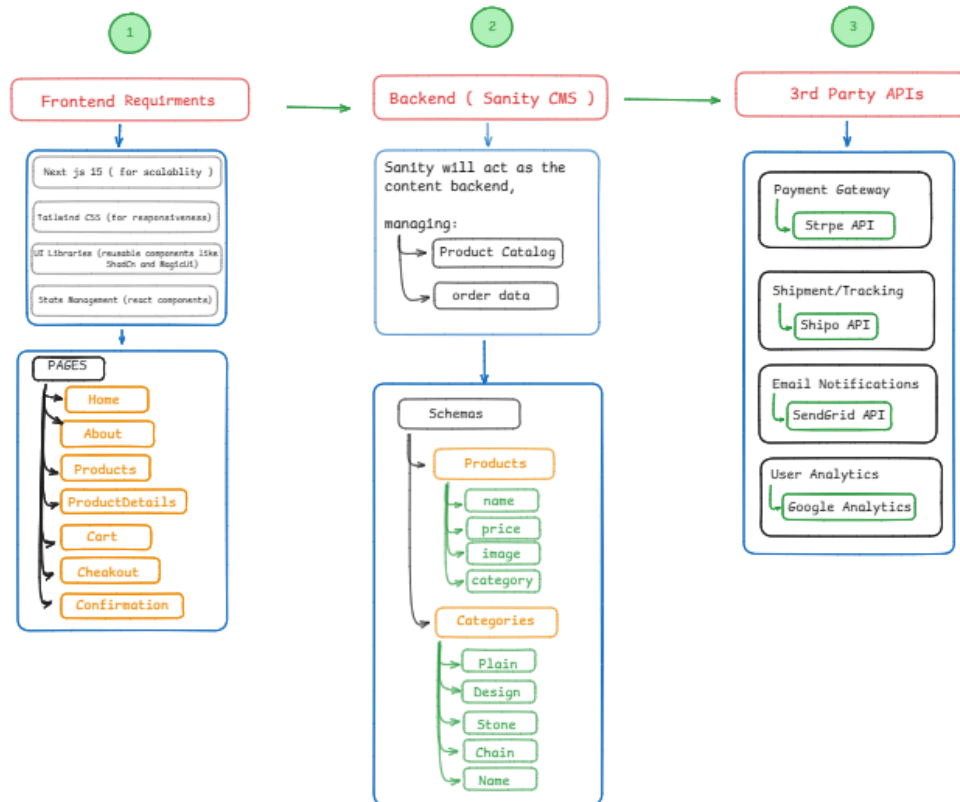 1
Frontend Requirments
Next js 15 ( for scalablity )
Tailwind CSS (for responsiveness)
UI Libraries (reusable components like
ShadCn and MagicUi)
State Management (react components)
PAGES
Home
About
Products
ProductDetails
Cart
Cheakout
Confirmation
2
Backend ( Sanity CMS )
Sanity will act as the
content backend,
managing:
Product Catalog
order data
Schemas
Products
name
price
image
category
Categories
Plain
Design
Stone
Chain
Name
3
3rd Party APIs
Payment Gateway
Strpe API
Shipment/Tracking
Shipo API
Email Notifications
SendGrid API
User Analytics
Google Analytics